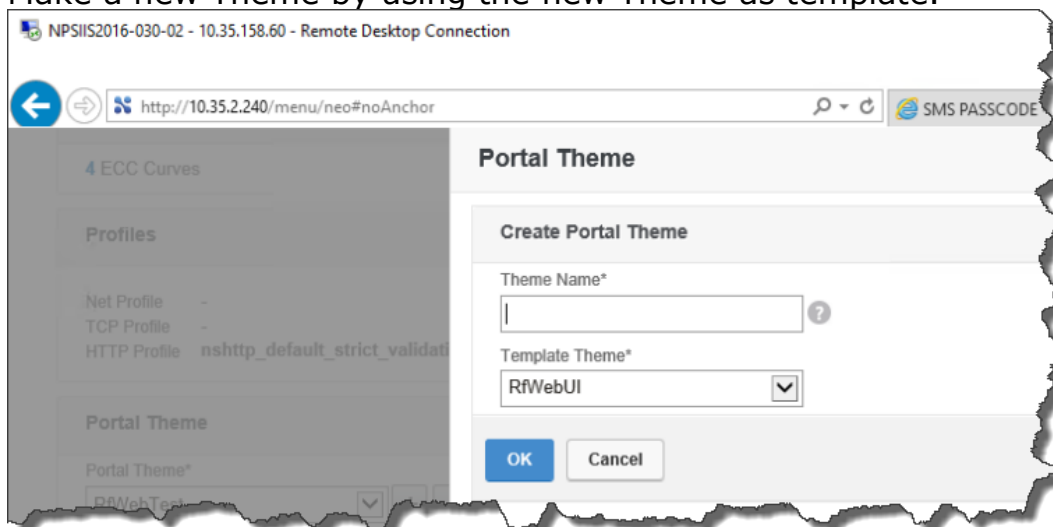 Make a new Theme by using the new Theme as template.
NPSIIS2016-030-02 - 10.35.158.60 - Remote Desktop Connection
http://10.35.2.240/menu/neo#noAnchor
SMS PASSCODE
4 ECC Curves
Profiles
Net Profile -
TCP Profile -
HTTP Profile nshttp_default_strict_validati
Portal Theme
Portal Theme*
RfWebTest
Portal Theme
Create Portal Theme
Theme Name*
?
Template Theme*
RfWebUI
OK Cancel